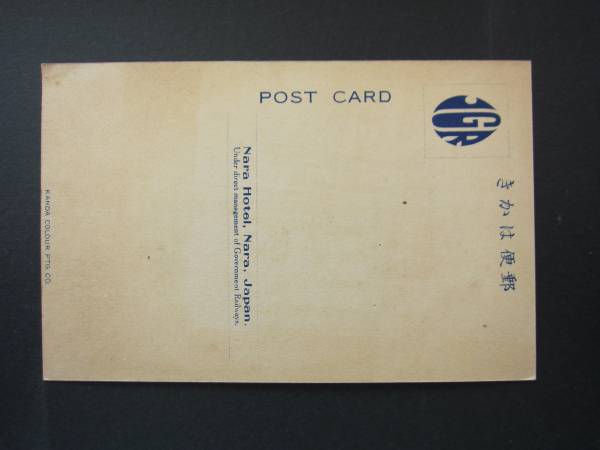 POST CARD
JGR
きかは便郵
Nara Hotel, Nara, Japan.
Under direct management of Government Railways.
KANDA COLOUR PTG. CO.